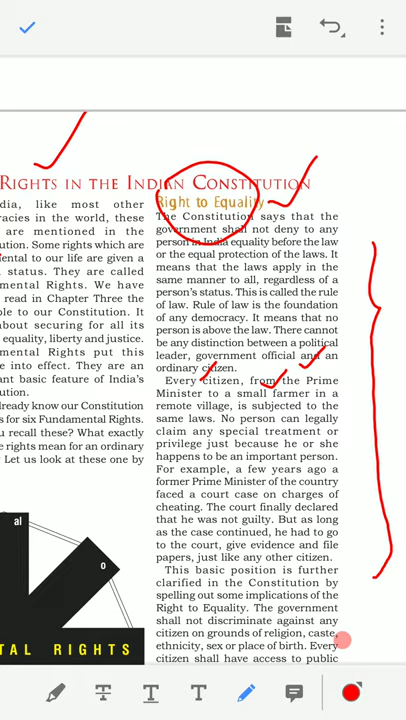 RIGHTS IN THE INDIAN CONSTITUTION
dia, like most other
racies in the world, these
are mentioned in the
ution. Some rights which are
ental to our life are given a
status. They are called
mental Rights. We have
read in Chapter Three the
ble to our Constitution. It
bout securing for all its
equality, liberty and justice.
mental Rights put this
e into effect. They are an
ant basic feature of India's
ution.
lready know our Constitution
s for six Fundamental Rights.
u recall these? What exactly
e rights mean for an ordinary
Let us look at these one by
al
o
TAL RIGHTS
Right to Equality
The Constitution says that the
government shall not deny to any
person in India equality before the law
or the equal protection of the laws. It
means that the laws apply in the
same manner to all, regardless of a
person's status. This is called the rule
of law. Rule of law is the foundation
of any democracy. It means that no
person is above the law. There cannot
be any distinction between a political
leader, government official and an
ordinary citizen.
Every citizen, from the Prime
Minister to a small farmer in a
remote village, is subjected to the
same laws. No person can legally
claim any special treatment or
privilege just because he or she
happens to be an important person.
For example, a few years ago a
former Prime Minister of the country
faced a court case on charges of
cheating. The court finally declared
that he was not guilty. But as long
as the case continued, he had to go
to the court, give evidence and file
papers, just like any other citizen.
This basic position is further
clarified in the Constitution by
spelling out some implications of the
Right to Equality. The government
shall not discriminate against any
citizen on grounds of religion, caste,
ethnicity, sex or place of birth. Every
citizen shall have access to public